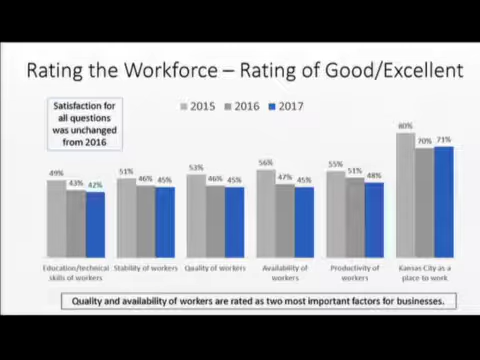 Rating the Workforce – Rating of Good/Excellent
Satisfaction for
all questions
was unchanged
from 2016
2015 2016 2017
49% 43% 42%
51% 46% 45%
53% 46% 45%
56% 47% 45%
55% 51% 48%
80% 70% 71%
Education/technical
skills of workers
Stability of workers
Quality of workers
Availability of
workers
Productivity of
workers
Kansas City as a
place to work
Quality and availability of workers are rated as two most important factors for businesses.